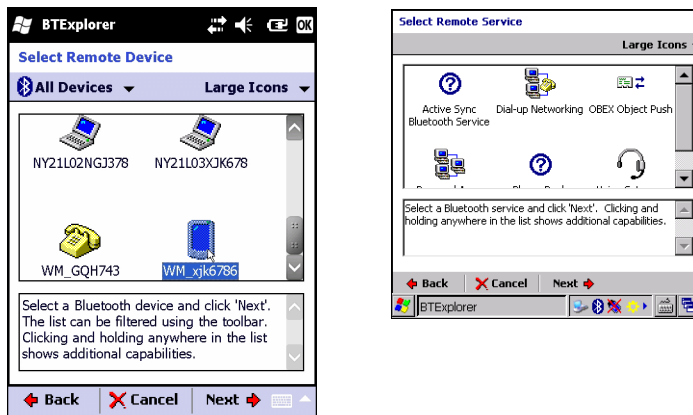 BTExplorer
OK
Select Remote Device
All Devices
Large Icons
NY21L02NGJ378
NY21L03XJK678
WM_GQH743
WM_xjk6786
Select a Bluetooth device and click 'Next'.
The list can be filtered using the toolbar.
Clicking and holding anywhere in the list
shows additional capabilities.
Back
Cancel
Next
Select Remote Service
Large Icons
Active Sync
Bluetooth Service
Dial-up Networking
OBEX Object Push
Select a Bluetooth service and click 'Next'. Clicking and
holding anywhere in the list shows additional capabilities.
Back
Cancel
Next
BTExplorer